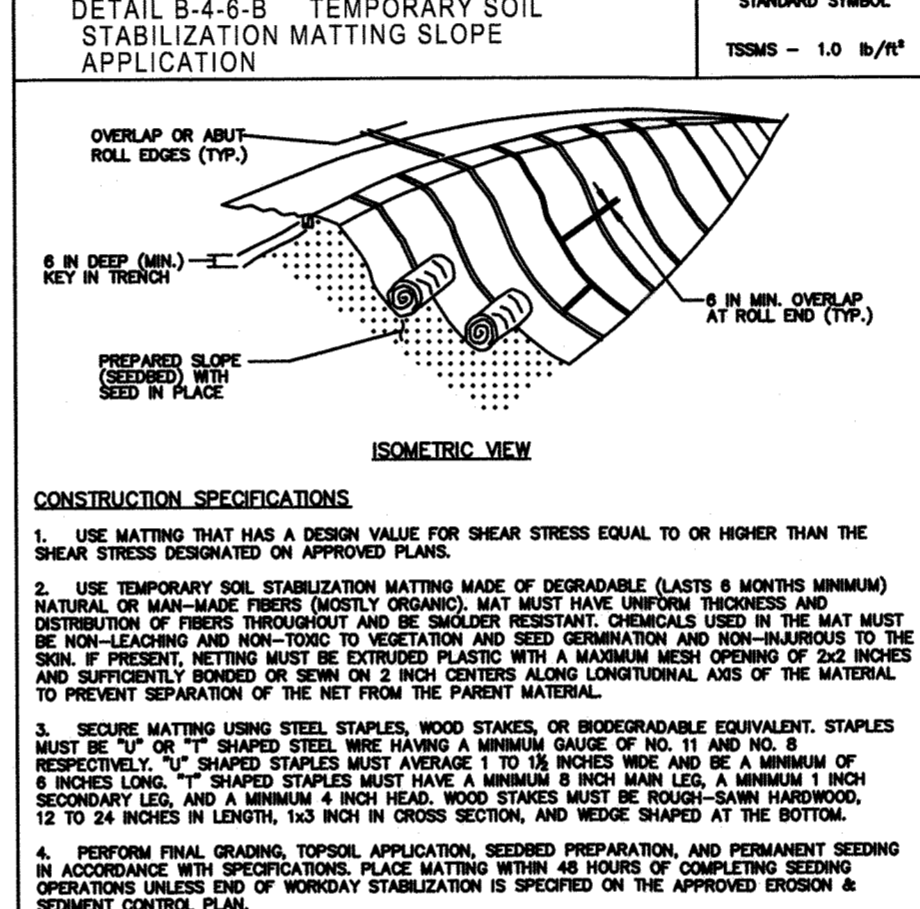 DETAIL B-4-6-B TEMPORARY SOIL
STABILIZATION MATTING SLOPE
APPLICATION
STANDARD SYMBOL
TSSMS - 1.0 lb/ft²
OVERLAP OR ABUT
ROLL EDGES (TYP.)
6 IN DEEP (MIN.)
KEY IN TRENCH
6 IN MIN. OVERLAP
AT ROLL END (TYP.)
PREPARED SLOPE
(SEEDBED) WITH
SEED IN PLACE
ISOMETRIC VIEW
CONSTRUCTION SPECIFICATIONS
1. USE MATTING THAT HAS A DESIGN VALUE FOR SHEAR STRESS EQUAL TO OR HIGHER THAN THE
SHEAR STRESS DESIGNATED ON APPROVED PLANS.
2. USE TEMPORARY SOIL STABILIZATION MATTING MADE OF DEGRADABLE (LASTS 6 MONTHS MINIMUM)
NATURAL OR MAN-MADE FIBERS (MOSTLY ORGANIC). MAT MUST HAVE UNIFORM THICKNESS AND
DISTRIBUTION OF FIBERS THROUGHOUT AND BE SMOLDER RESISTANT. CHEMICALS USED IN THE MAT MUST
BE NON-LEACHING AND NON-TOXIC TO VEGETATION AND SEED GERMINATION AND NON-INJURIOUS TO THE
SKIN. IF PRESENT, NETTING MUST BE EXTRUDED PLASTIC WITH A MAXIMUM MESH OPENING OF 2x2 INCHES
AND SUFFICIENTLY BONDED OR SEWN ON 2 INCH CENTERS ALONG LONGITUDINAL AXIS OF THE MATERIAL
TO PREVENT SEPARATION OF THE NET FROM THE PARENT MATERIAL.
3. SECURE MATTING USING STEEL STAPLES, WOOD STAKES, OR BIODEGRADABLE EQUIVALENT. STAPLES
MUST BE "U" OR "T" SHAPED STEEL WIRE HAVING A MINIMUM GAUGE OF NO. 11 AND NO. 8
RESPECTIVELY. "U" SHAPED STAPLES MUST AVERAGE 1 TO 1½ INCHES WIDE AND BE A MINIMUM OF
6 INCHES LONG. "T" SHAPED STAPLES MUST HAVE A MINIMUM 8 INCH MAIN LEG, A MINIMUM 1 INCH
SECONDARY LEG, AND A MINIMUM 4 INCH HEAD. WOOD STAKES MUST BE ROUGH-SAWN HARDWOOD,
12 TO 24 INCHES IN LENGTH, 1x3 INCH IN CROSS SECTION, AND WEDGE SHAPED AT THE BOTTOM.
4. PERFORM FINAL GRADING, TOPSOIL APPLICATION, SEEDBED PREPARATION, AND PERMANENT SEEDING
IN ACCORDANCE WITH SPECIFICATIONS. PLACE MATTING WITHIN 48 HOURS OF COMPLETING SEEDING
OPERATIONS UNLESS END OF WORKDAY STABILIZATION IS SPECIFIED ON THE APPROVED EROSION &
SEDIMENT CONTROL PLAN.